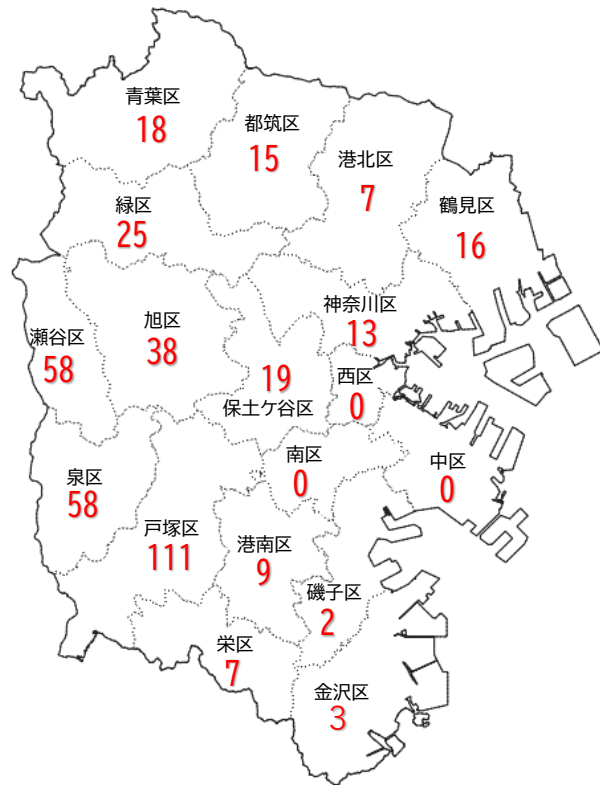 青葉区
18
都筑区
15
港北区
7
鶴見区
16
緑区
25
神奈川区
13
瀬谷区
58
旭区
38
19
保土ケ谷区
西区
0
南区
0
中区
0
泉区
58
戸塚区
111
港南区
9
磯子区
2
栄区
7
金沢区
3